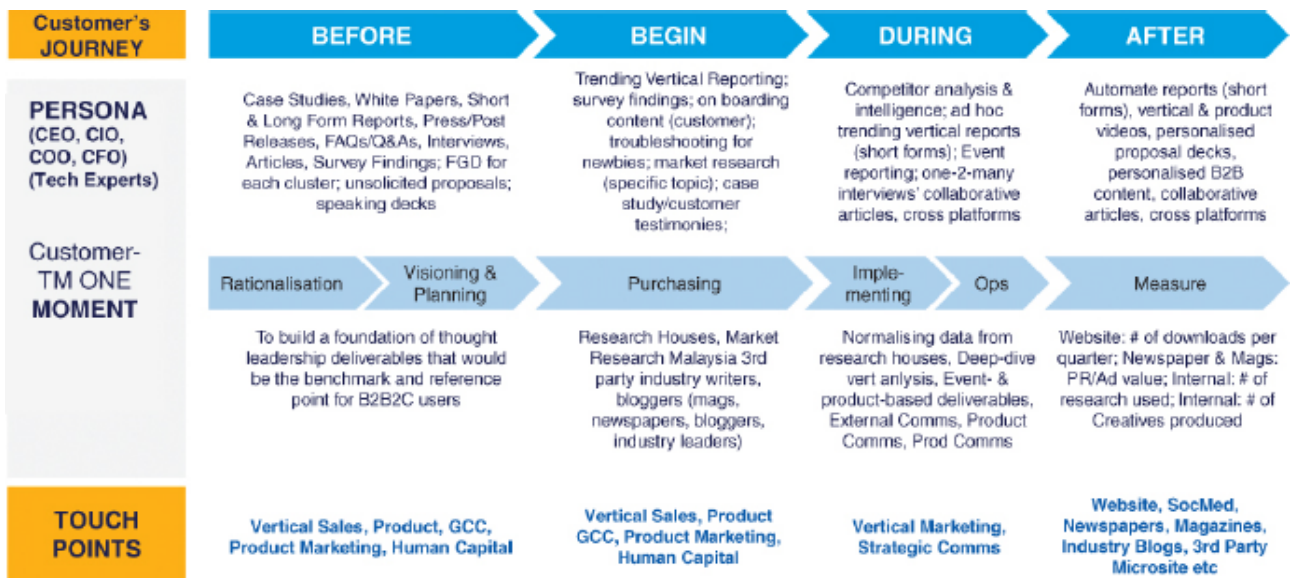 Customer's
JOURNEY
BEFORE
BEGIN
DURING
AFTER
PERSONA
(CEO, CIO,
COO, CFO)
(Tech Experts)
Case Studies, White Papers, Short
& Long Form Reports, Press/Post
Releases, FAQs/Q&As, Interviews,
Articles, Survey Findings; FGD for
each cluster; unsolicited proposals;
speaking decks
Trending Vertical Reporting;
survey findings; on boarding
content (customer);
troubleshooting for
newbies; market research
(specific topic); case
study/customer
testimonies;
Competitor analysis &
intelligence; ad hoc
trending vertical reports
(short forms); Event
reporting; one-2-many
interviews' collaborative
articles, cross platforms
Automate reports (short
forms), vertical & product
videos, personalised
proposal decks,
personalised B2B
content, collaborative
articles, cross platforms
Customer-
TM ONE
MOMENT
Rationalisation
Visioning &
Planning
Purchasing
Imple-
menting
Ops
Measure
To build a foundation of thought
leadership deliverables that would
be the benchmark and reference
point for B2B2C users
Research Houses, Market
Research Malaysia 3rd
party industry writers,
bloggers (mags,
newspapers, bloggers,
industry leaders)
Normalising data from
research houses, Deep-dive
vert anlysis, Event- &
product-based deliverables,
External Comms, Product
Comms, Prod Comms
Website: # of downloads per
quarter; Newspaper & Mags:
PR/Ad value; Internal: # of
research used; Internal: # of
Creatives produced
TOUCH
POINTS
Vertical Sales, Product, GCC,
Product Marketing, Human Capital
Vertical Sales, Product
GCC, Product Marketing,
Human Capital
Vertical Marketing,
Strategic Comms
Website, SocMed,
Newspapers, Magazines,
Industry Blogs, 3rd Party
Microsite etc